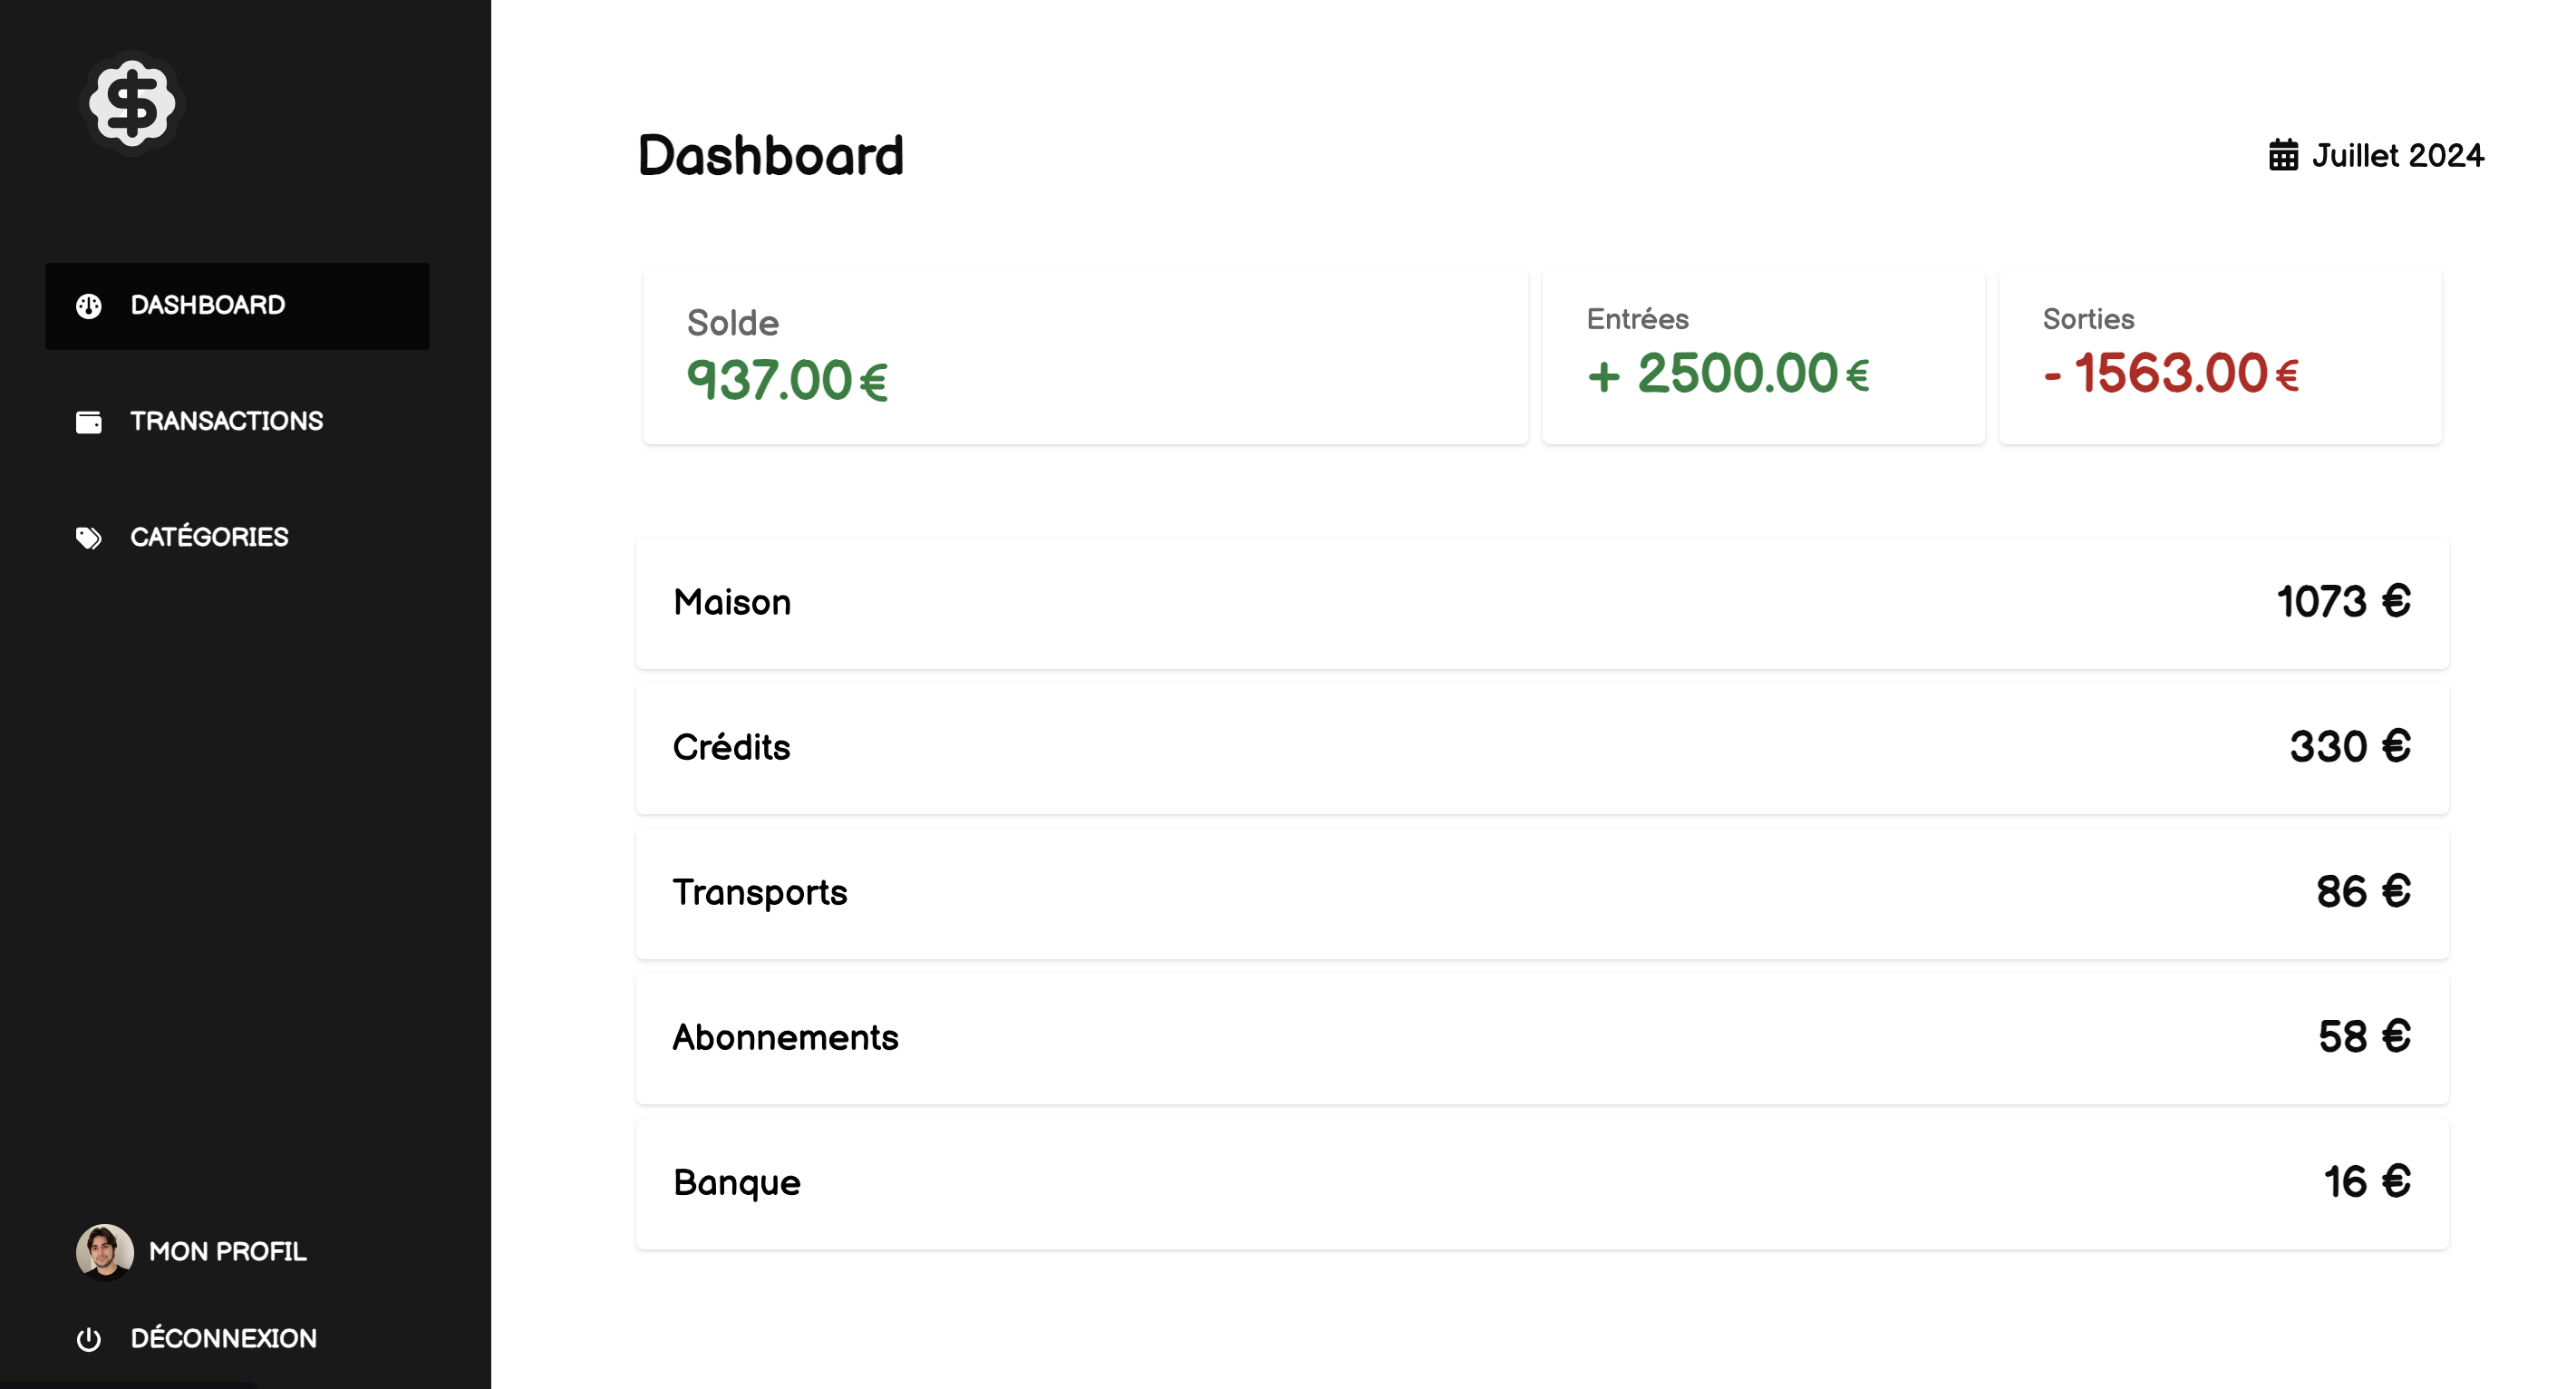 $
DASHBOARD
TRANSACTIONS
CATÉGORIES
MON PROFIL
DÉCONNEXION
Dashboard
Juillet 2024
Solde
937.00 €
Entrées
+ 2500.00 €
Sorties
- 1563.00 €
Maison
1073 €
Crédits
330 €
Transports
86 €
Abonnements
58 €
Banque
16 €